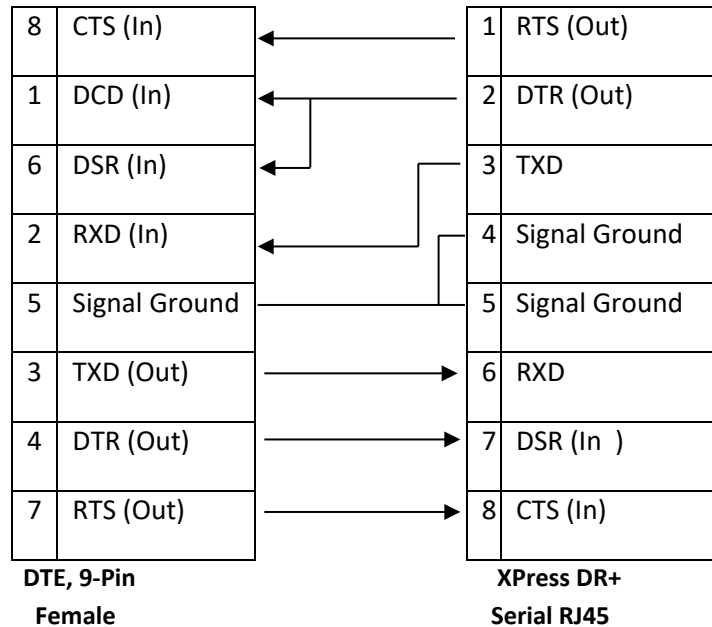 8 CTS (In) 1 RTS (Out)
1 DCD (In) 2 DTR (Out)
6 DSR (In) 3 TXD
2 RXD (In) 4 Signal Ground
5 Signal Ground 5 Signal Ground
3 TXD (Out) 6 RXD
4 DTR (Out) 7 DSR (In )
7 RTS (Out) 8 CTS (In)
DTE, 9-Pin XPress DR+
Female Serial RJ45